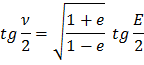 tg ν/2 = √((1 + e)/(1 − e)) tg E/2